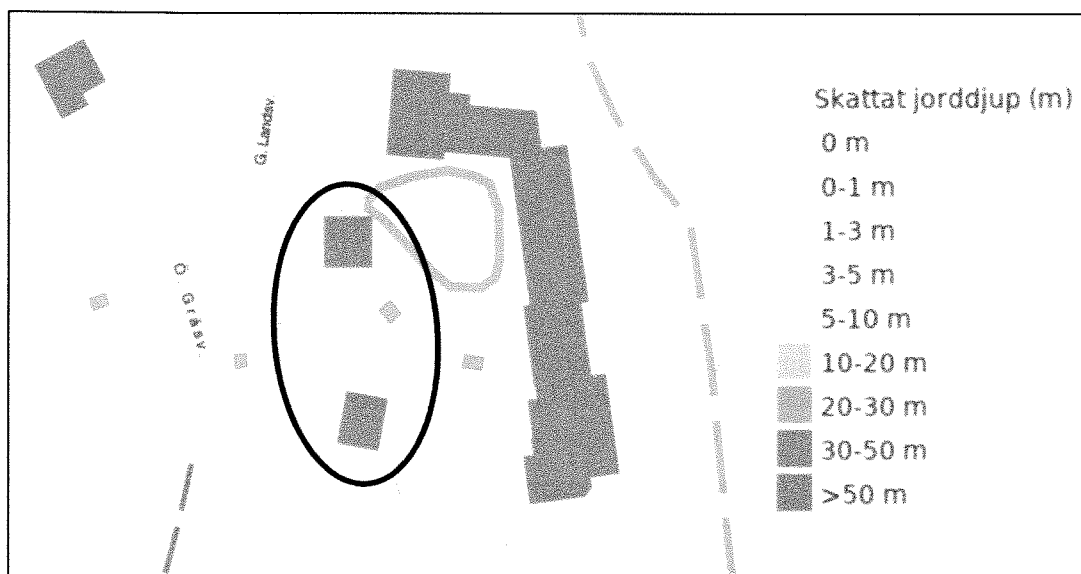 G. Landsv.
Ö. Gräsv.
Skattat jorddjup (m)
0 m
0-1 m
1-3 m
3-5 m
5-10 m
10-20 m
20-30 m
30-50 m
>50 m